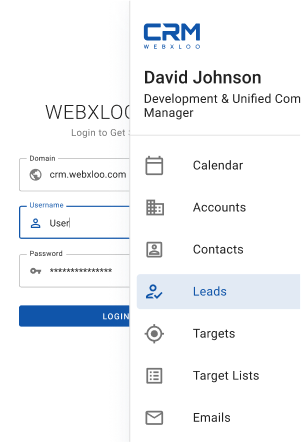 WEBXLOO
Login to Get
Domain
crm.webxloo.com
Username
User
Password
***************
LOGIN
CRM
WEBXLOO
David Johnson
Development & Unified Com
Manager
Calendar
Accounts
Contacts
Leads
Targets
Target Lists
Emails